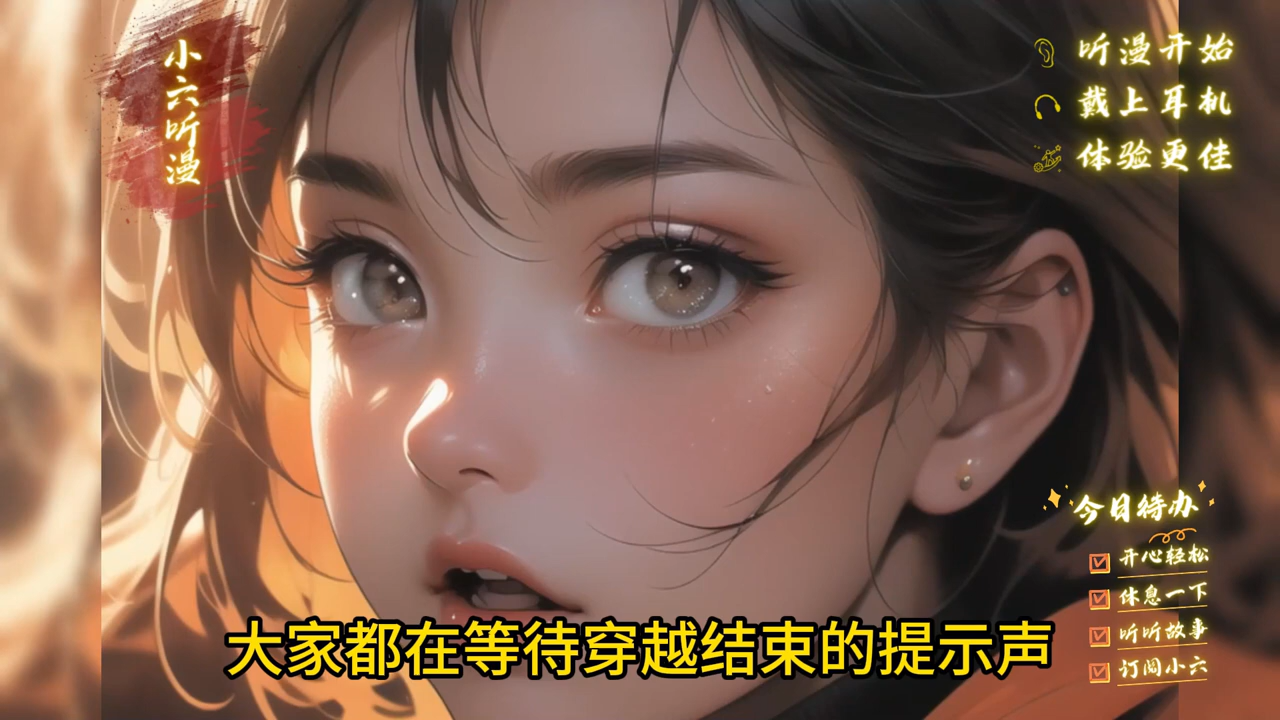 小六听漫
听漫开始
戴上耳机
体验更佳
今日待办
开心轻松
休息一下
听听故事
订阅小六
大家都在等待穿越结束的提示声